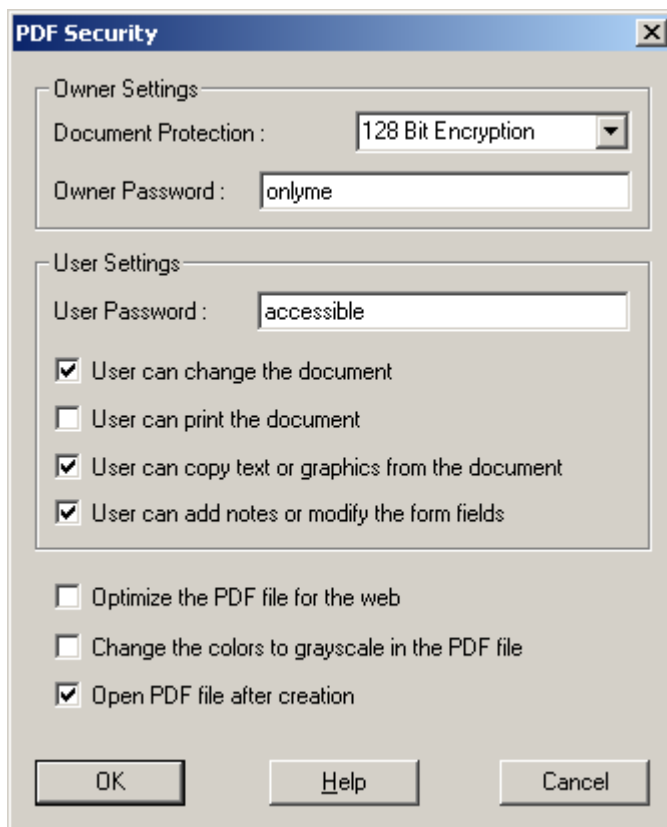 PDF Security
Owner Settings
Document Protection : 128 Bit Encryption
Owner Password : onlyme
User Settings
User Password : accessible
User can change the document
User can print the document
User can copy text or graphics from the document
User can add notes or modify the form fields
Optimize the PDF file for the web
Change the colors to grayscale in the PDF file
Open PDF file after creation
OK Help Cancel